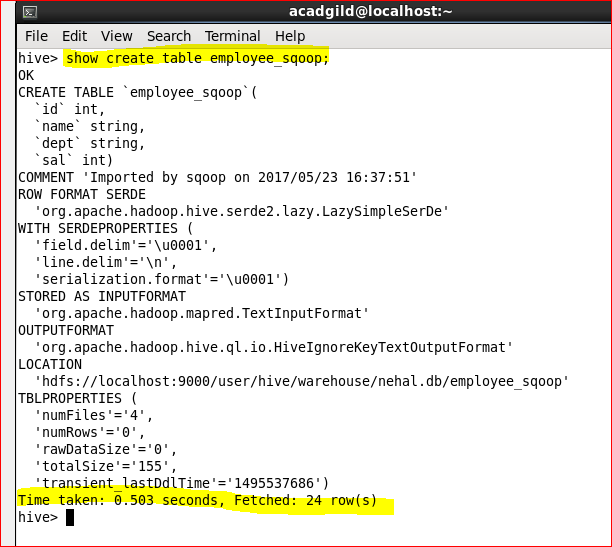 acadgild@localhost:~
File Edit View Search Terminal Help
hive> show create table employee_sqoop;
OK
CREATE TABLE `employee_sqoop`(
  `id` int,
  `name` string,
  `dept` string,
  `sal` int)
COMMENT 'Imported by sqoop on 2017/05/23 16:37:51'
ROW FORMAT SERDE
  'org.apache.hadoop.hive.serde2.lazy.LazySimpleSerDe'
WITH SERDEPROPERTIES (
  'field.delim'='\u0001',
  'line.delim'='\n',
  'serialization.format'='\u0001')
STORED AS INPUTFORMAT
  'org.apache.hadoop.mapred.TextInputFormat'
OUTPUTFORMAT
  'org.apache.hadoop.hive.ql.io.HiveIgnoreKeyTextOutputFormat'
LOCATION
  'hdfs://localhost:9000/user/hive/warehouse/nehal.db/employee_sqoop'
TBLPROPERTIES (
  'numFiles'='4',
  'numRows'='0',
  'rawDataSize'='0',
  'totalSize'='155',
  'transient_lastDdlTime'='1495537686')
Time taken: 0.503 seconds, Fetched: 24 row(s)
hive>